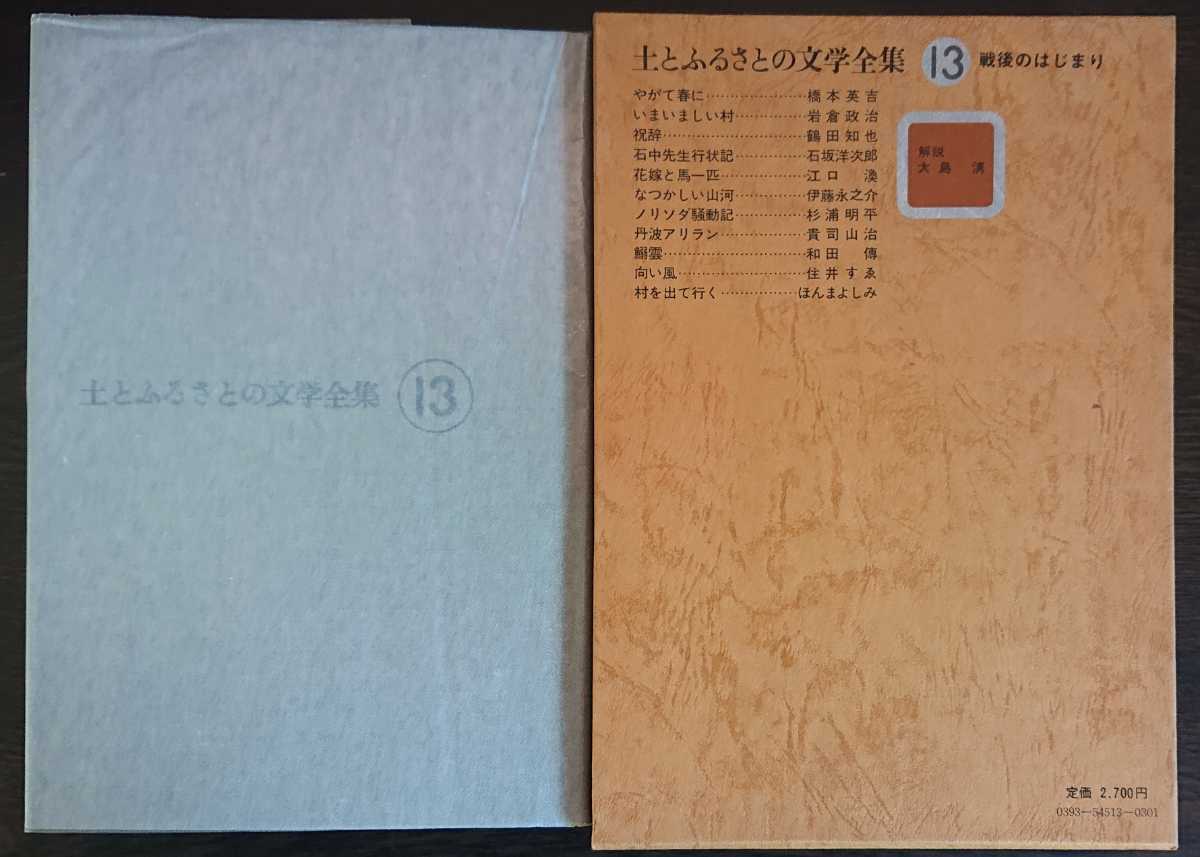 土とふるさとの文学全集 13
土とふるさとの文学全集 13 戦後のはじまり
やがて春に…………………橋本英吉
いまいましい村……………岩倉政治
祝辞…………………………鶴田知也
石中先生行状記……………石坂洋次郎
花嫁と馬一匹………………江口 渙
なつかしい山河……………伊藤永之介
ノリソダ騒動記……………杉浦明平
丹波アリラン………………貴司山治
鰯雲…………………………和田 傳
向い風………………………住井すゑ
村を出て行く………………ほんまよしみ
解説
大島 清
定価 2.700円
0393-54513-0301